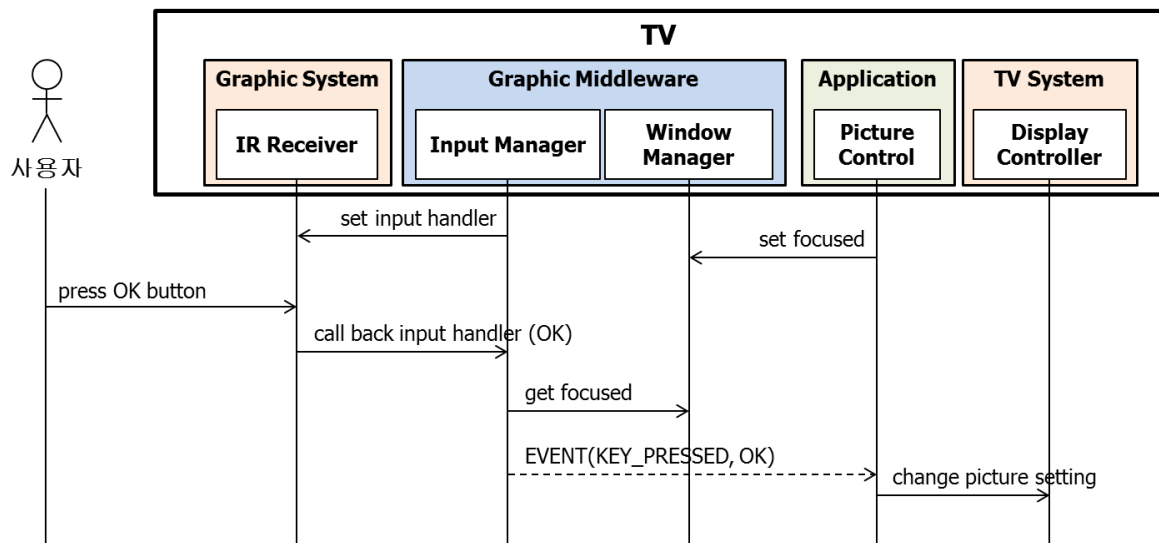 TV
Graphic System
Graphic Middleware
Application
TV System
IR Receiver
Input Manager
Window
Manager
Picture
Control
Display
Controller
사용자
set input handler
set focused
press OK button
call back input handler (OK)
get focused
EVENT(KEY_PRESSED, OK)
change picture setting